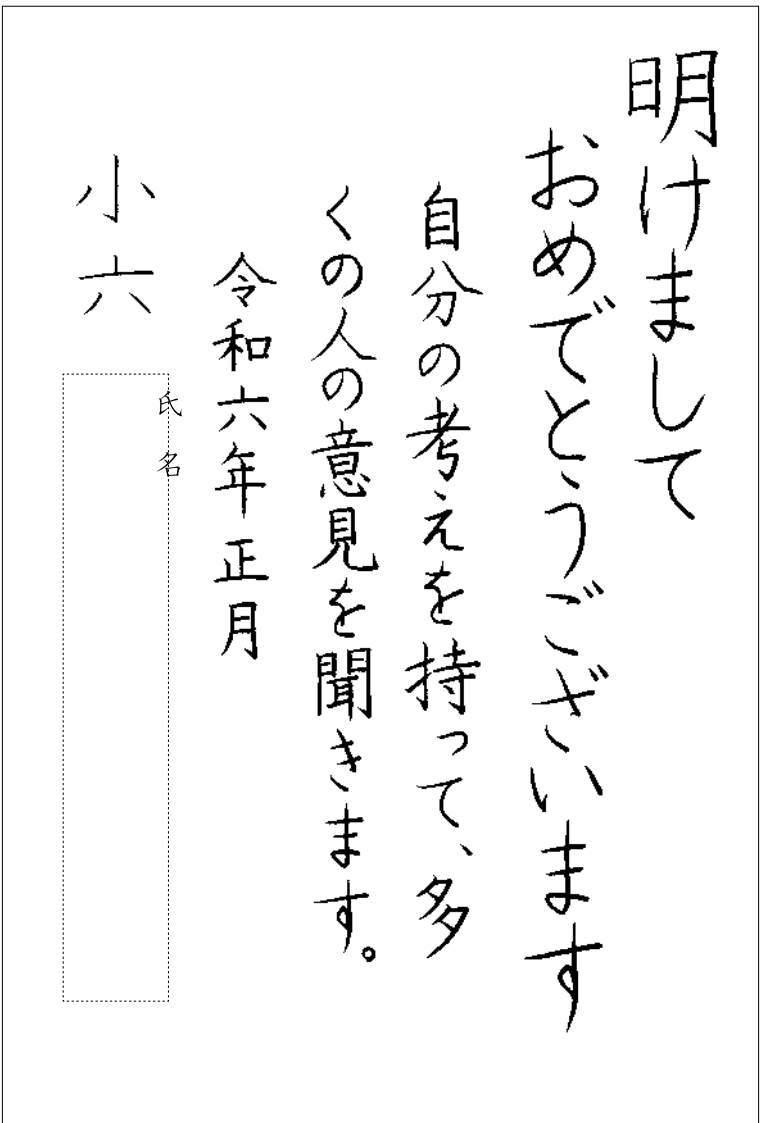 明けまして
おめでとうございます
自分の考えを持って、多
くの人の意見を聞きます。
令和六年正月
小六
氏名